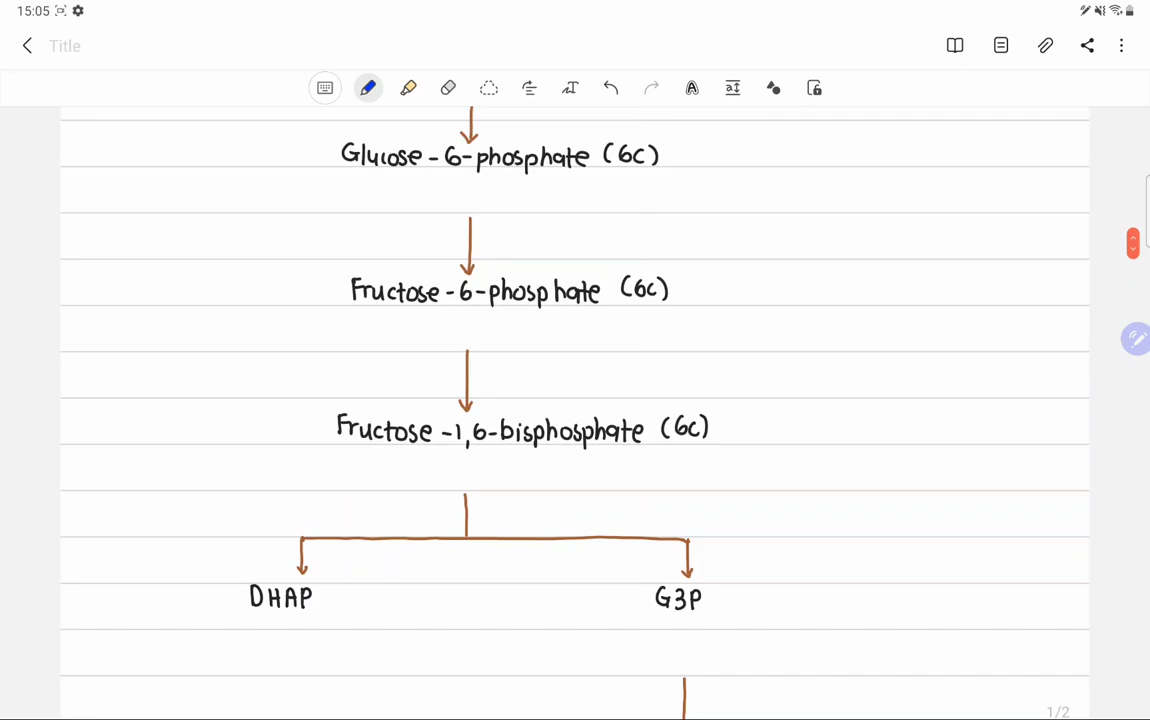 15:05
Title
Glucose-6-phosphate (6C)
Fructose-6-phosphate (6C)
Fructose-1,6-bisphosphate (6C)
DHAP G3P
1/2